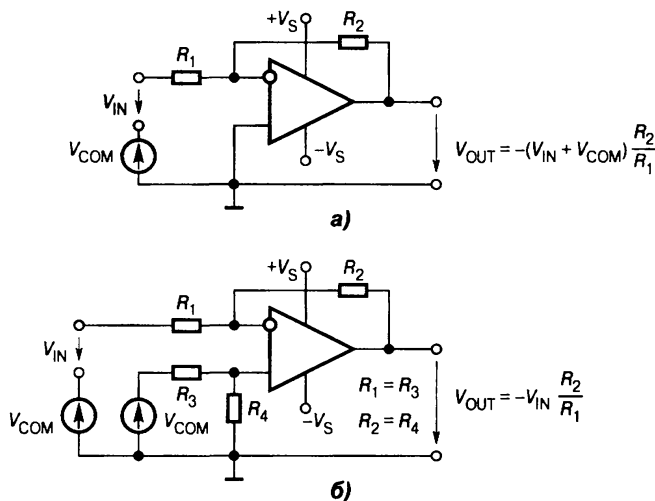 +V_S
R_2
R_1
V_IN
V_COM
−V_S
V_OUT = −(V_IN + V_COM) R_2/R_1
а)
+V_S
R_2
R_1
V_IN
R_3
R_1 = R_3
V_OUT = −V_IN R_2/R_1
V_COM
V_COM
R_4
−V_S
R_2 = R_4
б)